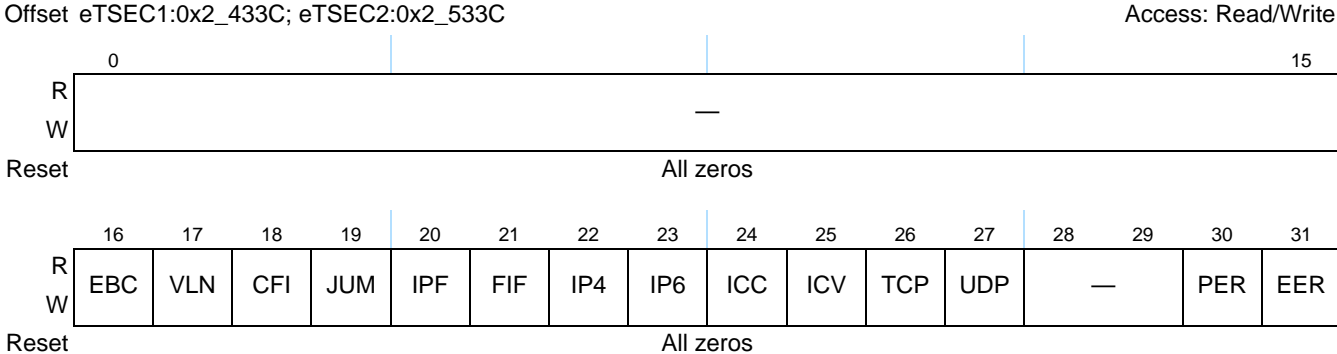 Offset eTSEC1:0x2_433C; eTSEC2:0x2_533C Access: Read/Write
0 15
R
—
W
Reset All zeros
16 17 18 19 20 21 22 23 24 25 26 27 28 29 30 31
R
EBC VLN CFI JUM IPF FIF IP4 IP6 ICC ICV TCP UDP — PER EER
W
Reset All zeros